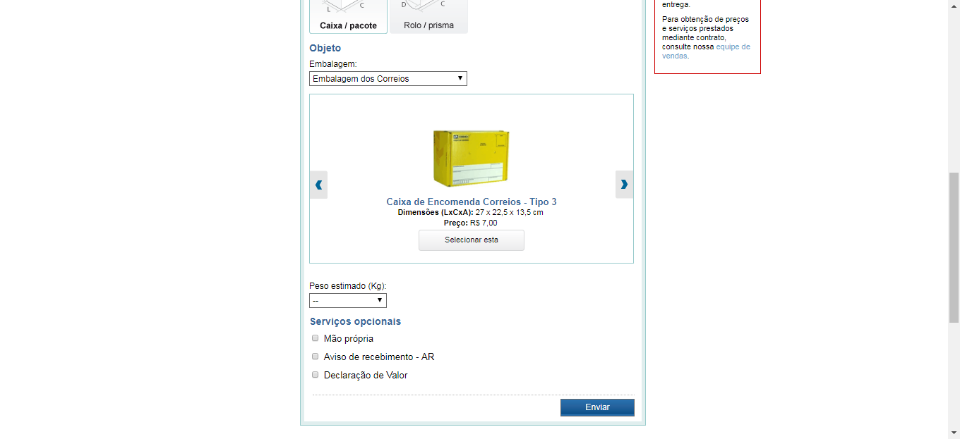 L C
D C
Caixa / pacote
Rolo / prisma
entrega.
Para obtenção de preços
e serviços prestados
mediante contrato,
consulte nossa equipe de
vendas.
Objeto
Embalagem:
Embalagem dos Correios
Caixa de Encomenda Correios - Tipo 3
Dimensões (LxCxA): 27 x 22,5 x 13,5 cm
Preço: R$ 7,00
Selecionar esta
Peso estimado (Kg):
--
Serviços opcionais
Mão própria
Aviso de recebimento - AR
Declaração de Valor
Enviar